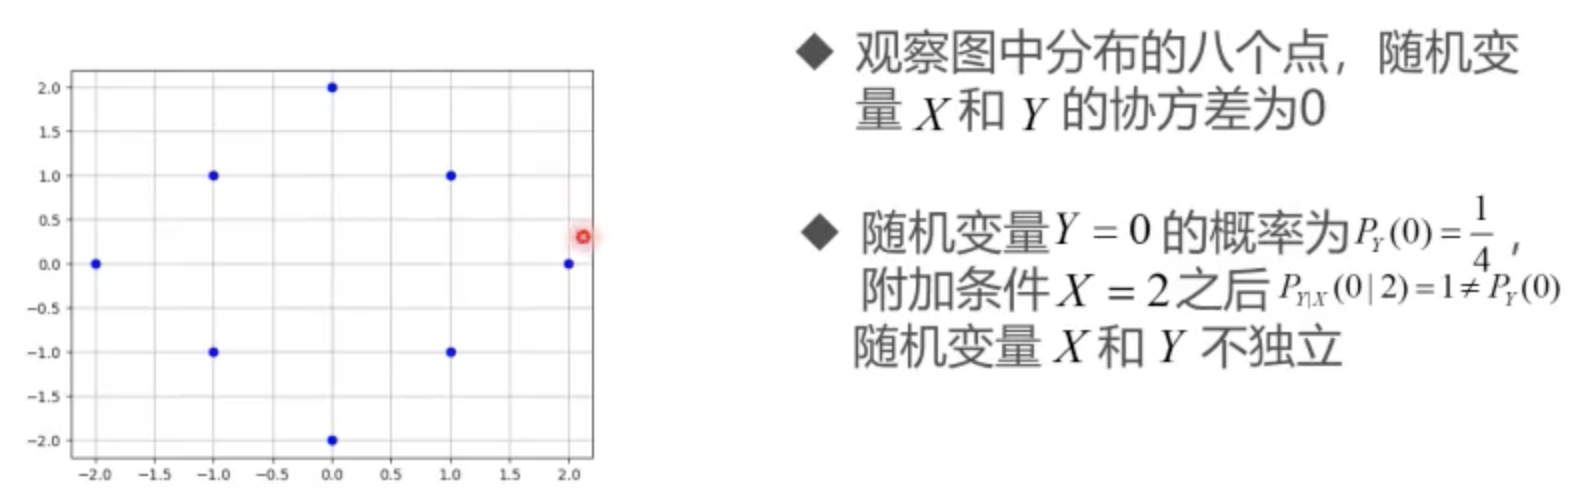 2.0
1.5
1.0
0.5
0.0
−0.5
−1.0
−1.5
−2.0
−2.0 −1.5 −1.0 −0.5 0.0 0.5 1.0 1.5 2.0
◆ 观察图中分布的八个点，随机变
量 X 和 Y 的协方差为0
◆ 随机变量Y = 0 的概率为 P_Y(0) = 1/4 ，
附加条件 X = 2 之后 P_{Y|X}(0|2) = 1 ≠ P_Y(0)
随机变量 X 和 Y 不独立